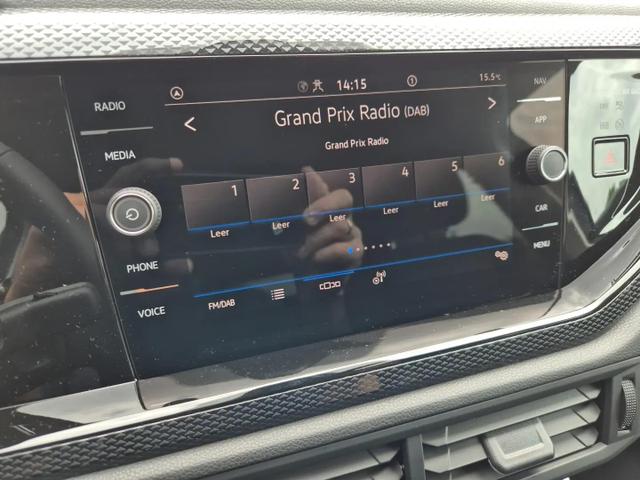 RADIO
MEDIA
PHONE
VOICE
14:15
15.5°C
Grand Prix Radio (DAB)
Grand Prix Radio
1 2 3 4 5 6
Leer Leer Leer Leer Leer Leer
FM/DAB
NAV
APP
CAR
MENU